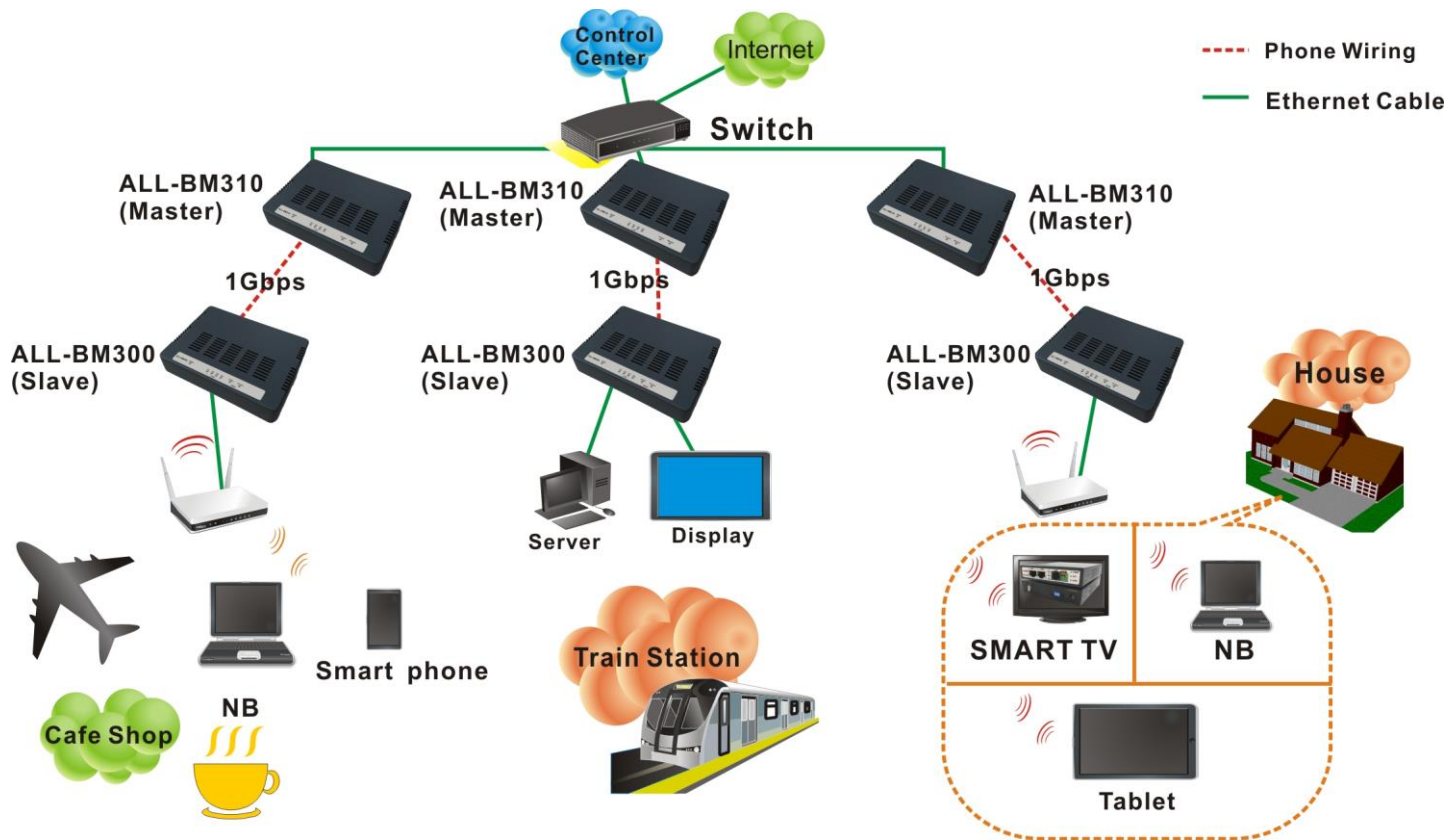 Control
Center
Internet
Phone Wiring
Ethernet Cable
Switch
ALL-BM310
(Master)
ALL-BM310
(Master)
ALL-BM310
(Master)
1Gbps
1Gbps
1Gbps
ALL-BM300
(Slave)
ALL-BM300
(Slave)
ALL-BM300
(Slave)
House
Server
Display
Smart phone
NB
Cafe Shop
Train Station
SMART TV
NB
Tablet